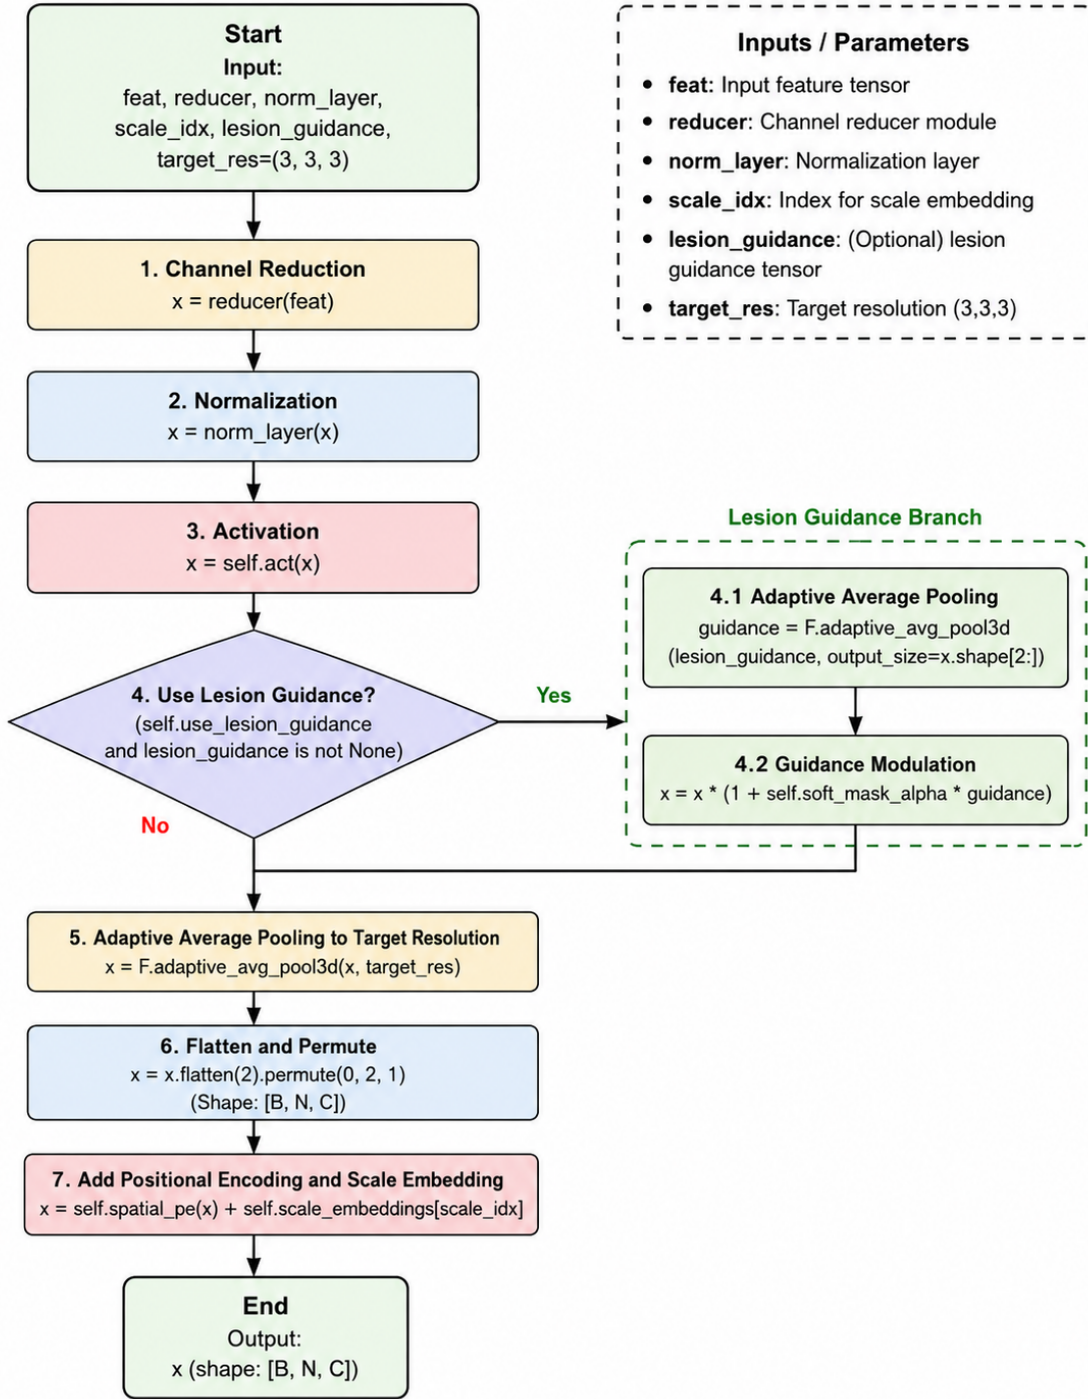 Start
Input:
feat, reducer, norm_layer,
scale_idx, lesion_guidance,
target_res=(3, 3, 3)
Inputs / Parameters
• feat: Input feature tensor
• reducer: Channel reducer module
• norm_layer: Normalization layer
• scale_idx: Index for scale embedding
• lesion_guidance: (Optional) lesion
guidance tensor
• target_res: Target resolution (3,3,3)
1. Channel Reduction
x = reducer(feat)
2. Normalization
x = norm_layer(x)
3. Activation
x = self.act(x)
4. Use Lesion Guidance?
(self.use_lesion_guidance
and lesion_guidance is not None)
Yes
No
Lesion Guidance Branch
4.1 Adaptive Average Pooling
guidance = F.adaptive_avg_pool3d
(lesion_guidance, output_size=x.shape[2:])
4.2 Guidance Modulation
x = x * (1 + self.soft_mask_alpha * guidance)
5. Adaptive Average Pooling to Target Resolution
x = F.adaptive_avg_pool3d(x, target_res)
6. Flatten and Permute
x = x.flatten(2).permute(0, 2, 1)
(Shape: [B, N, C])
7. Add Positional Encoding and Scale Embedding
x = self.spatial_pe(x) + self.scale_embeddings[scale_idx]
End
Output:
x (shape: [B, N, C])